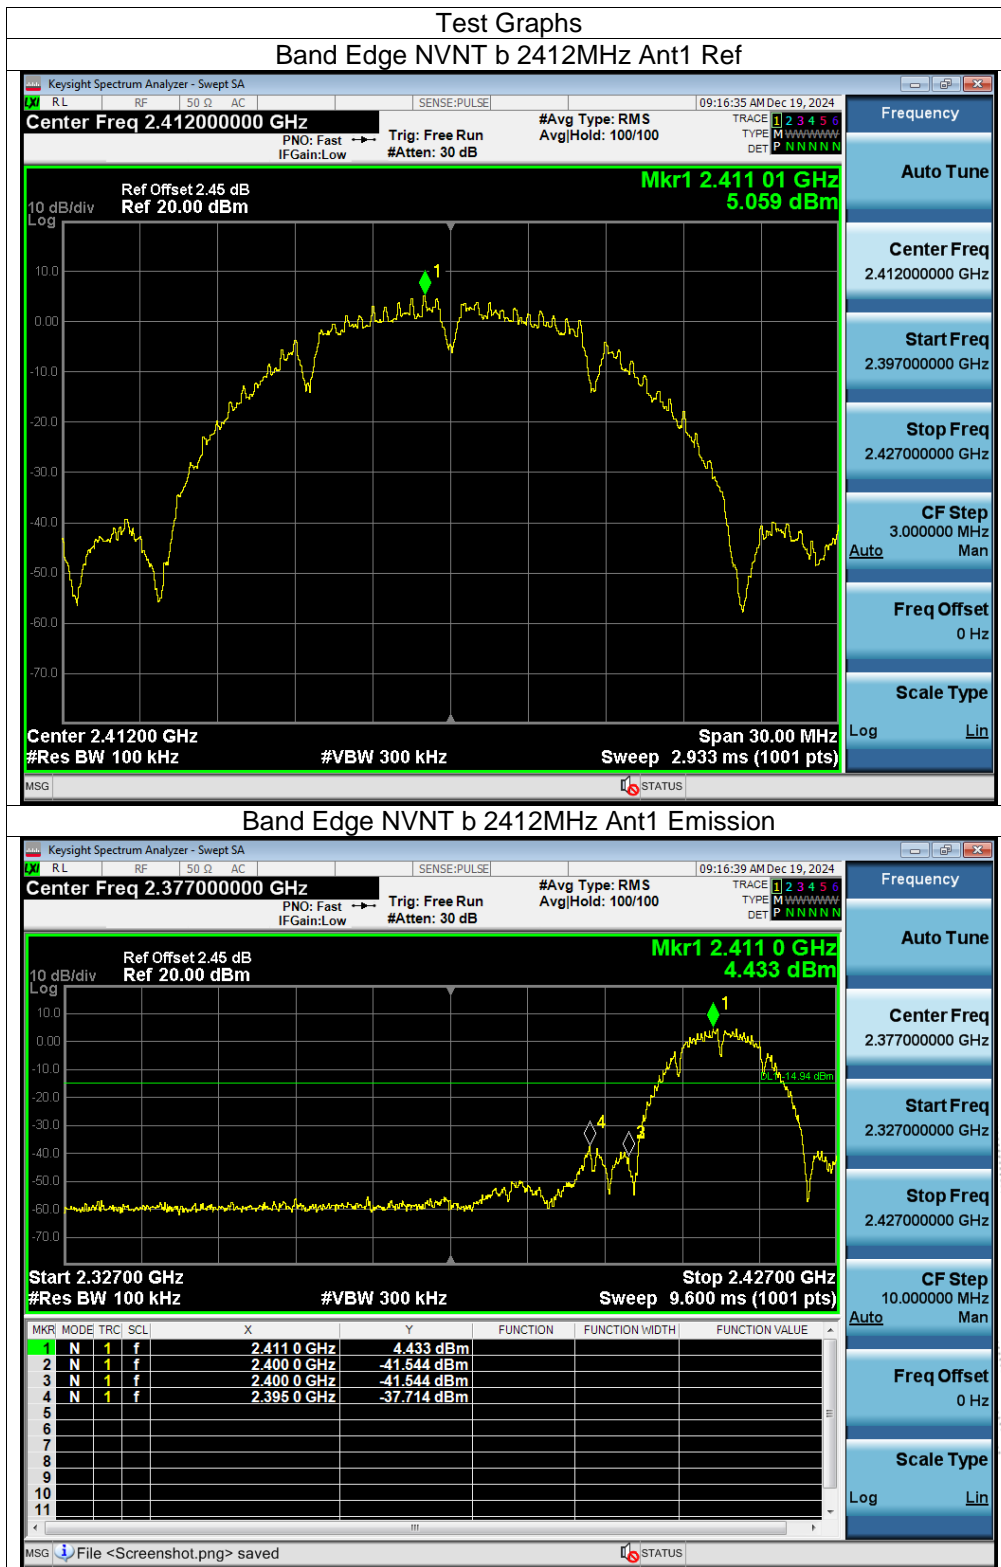 Test Graphs
Band Edge NVNT b 2412MHz Ant1 Ref
Keysight Spectrum Analyzer - Swept SA
LXI RL RF 50 Ω AC SENSE:PULSE 09:16:35 AM Dec 19, 2024
Center Freq 2.412000000 GHz
PNO: Fast
IFGain:Low
Trig: Free Run
#Atten: 30 dB
#Avg Type: RMS
Avg|Hold: 100/100
TRACE 1 2 3 4 5 6
TYPE M WWWWW
DET P N N N N N
Mkr1 2.411 01 GHz
5.059 dBm
Ref Offset 2.45 dB
10 dB/div Ref 20.00 dBm
Log
1
10.0
0.00
-10.0
-20.0
-30.0
-40.0
-50.0
-60.0
-70.0
Center 2.41200 GHz Span 30.00 MHz
#Res BW 100 kHz #VBW 300 kHz Sweep 2.933 ms (1001 pts)
MSG STATUS
Frequency
Auto Tune
Center Freq
2.412000000 GHz
Start Freq
2.397000000 GHz
Stop Freq
2.427000000 GHz
CF Step
3.000000 MHz
Auto Man
Freq Offset
0 Hz
Scale Type
Log Lin
Band Edge NVNT b 2412MHz Ant1 Emission
Keysight Spectrum Analyzer - Swept SA
LXI RL RF 50 Ω AC SENSE:PULSE 09:16:39 AM Dec 19, 2024
Center Freq 2.377000000 GHz
PNO: Fast
IFGain:Low
Trig: Free Run
#Atten: 30 dB
#Avg Type: RMS
Avg|Hold: 100/100
TRACE 1 2 3 4 5 6
TYPE M WWWWW
DET P N N N N N
Mkr1 2.411 0 GHz
4.433 dBm
Ref Offset 2.45 dB
10 dB/div Ref 20.00 dBm
Log
1
10.0
0.00
-10.0
DL1 -14.94 dBm
-20.0
-30.0
4 3
-40.0
-50.0
-60.0
-70.0
Start 2.32700 GHz Stop 2.42700 GHz
#Res BW 100 kHz #VBW 300 kHz Sweep 9.600 ms (1001 pts)
MKR MODE TRC SCL X Y FUNCTION FUNCTION WIDTH FUNCTION VALUE
1 N 1 f 2.411 0 GHz 4.433 dBm
2 N 1 f 2.400 0 GHz -41.544 dBm
3 N 1 f 2.400 0 GHz -41.544 dBm
4 N 1 f 2.395 0 GHz -37.714 dBm
5
6
7
8
9
10
11
MSG File <Screenshot.png> saved STATUS
Frequency
Auto Tune
Center Freq
2.377000000 GHz
Start Freq
2.327000000 GHz
Stop Freq
2.427000000 GHz
CF Step
10.000000 MHz
Auto Man
Freq Offset
0 Hz
Scale Type
Log Lin